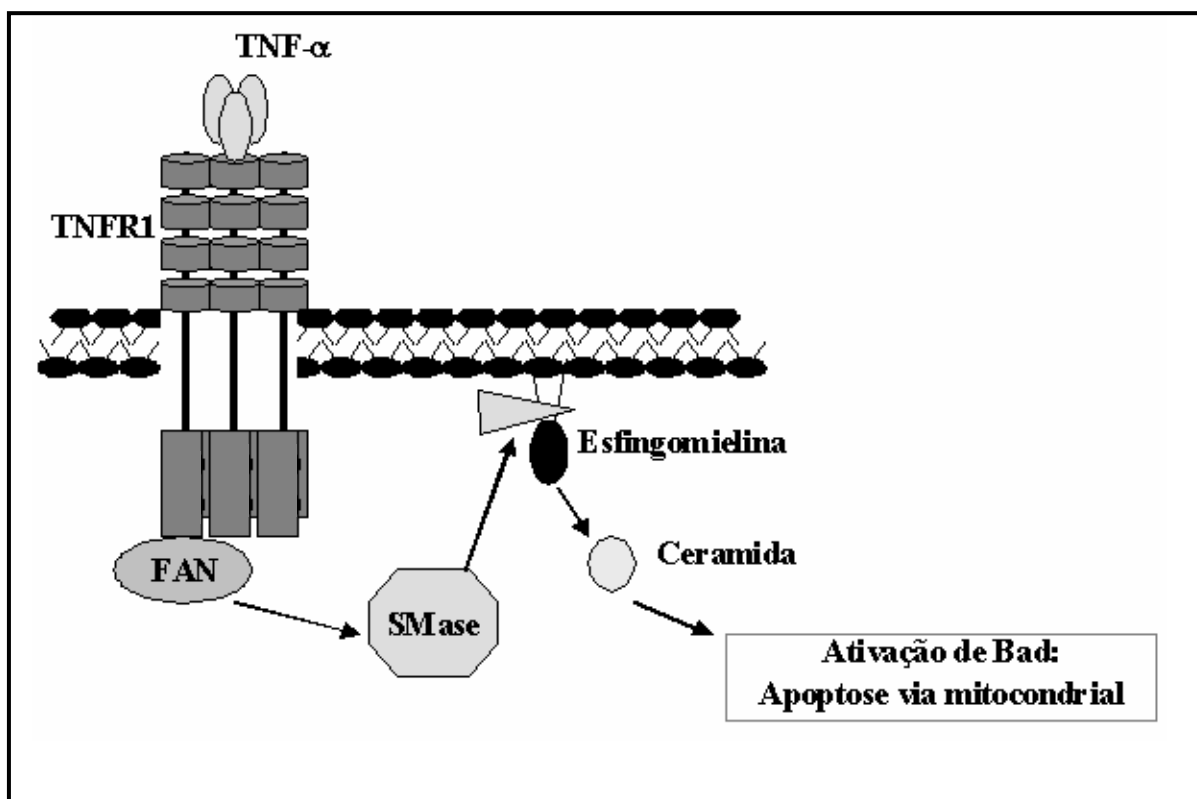 TNF-α
TNFR1
Esfingomielina
FAN
Ceramida
SMase
Ativação de Bad:
Apoptose via mitocondrial